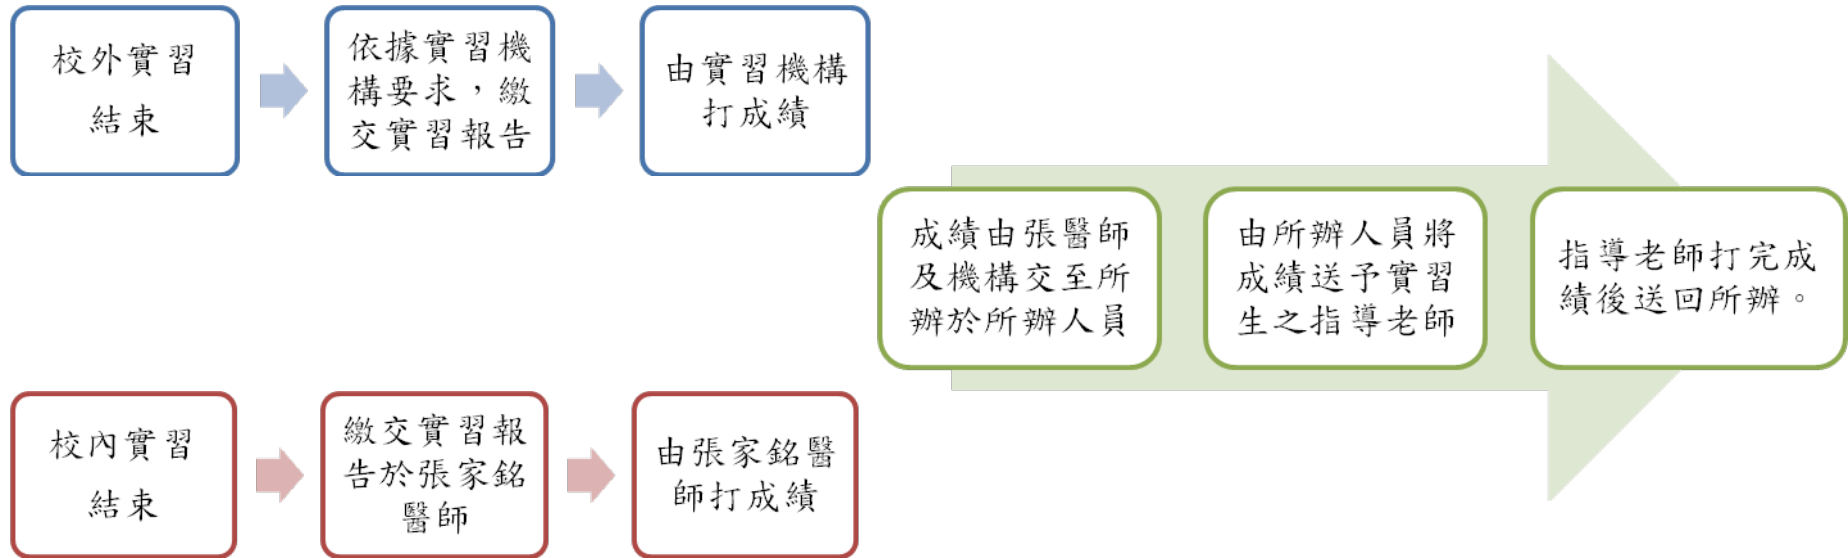 校外實習
結束
依據實習機
構要求，繳
交實習報告
由實習機構
打成績
校內實習
結束
繳交實習報
告於張家銘
醫師
由張家銘醫
師打成績
成績由張醫師
及機構交至所
辦於所辦人員
由所辦人員將
成績送予實習
生之指導老師
指導老師打完成
績後送回所辦。